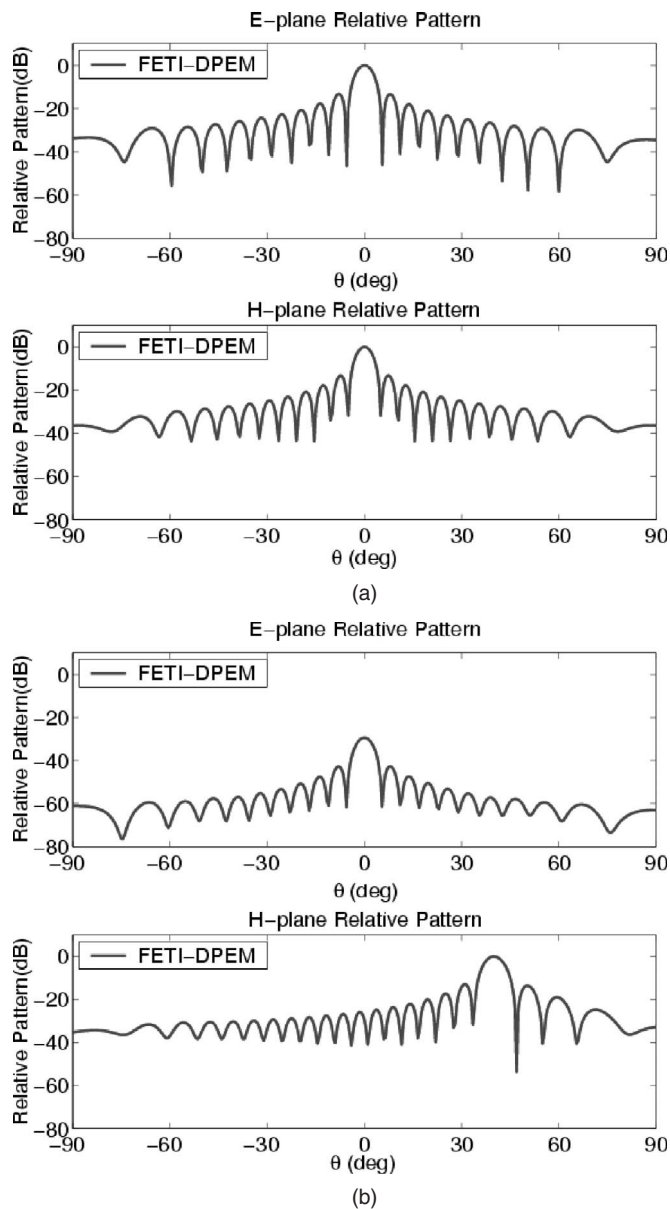 E-plane Relative Pattern
Relative Pattern(dB)
FETI-DPEM
0
-20
-40
-60
-80
-90 -60 -30 0 30 60 90
θ (deg)
H-plane Relative Pattern
Relative Pattern(dB)
FETI-DPEM
0
-20
-40
-60
-80
-90 -60 -30 0 30 60 90
θ (deg)
(a)
E-plane Relative Pattern
Relative Pattern(dB)
FETI-DPEM
0
-20
-40
-60
-80
-90 -60 -30 0 30 60 90
θ (deg)
H-plane Relative Pattern
Relative Pattern(dB)
FETI-DPEM
0
-20
-40
-60
-80
-90 -60 -30 0 30 60 90
θ (deg)
(b)